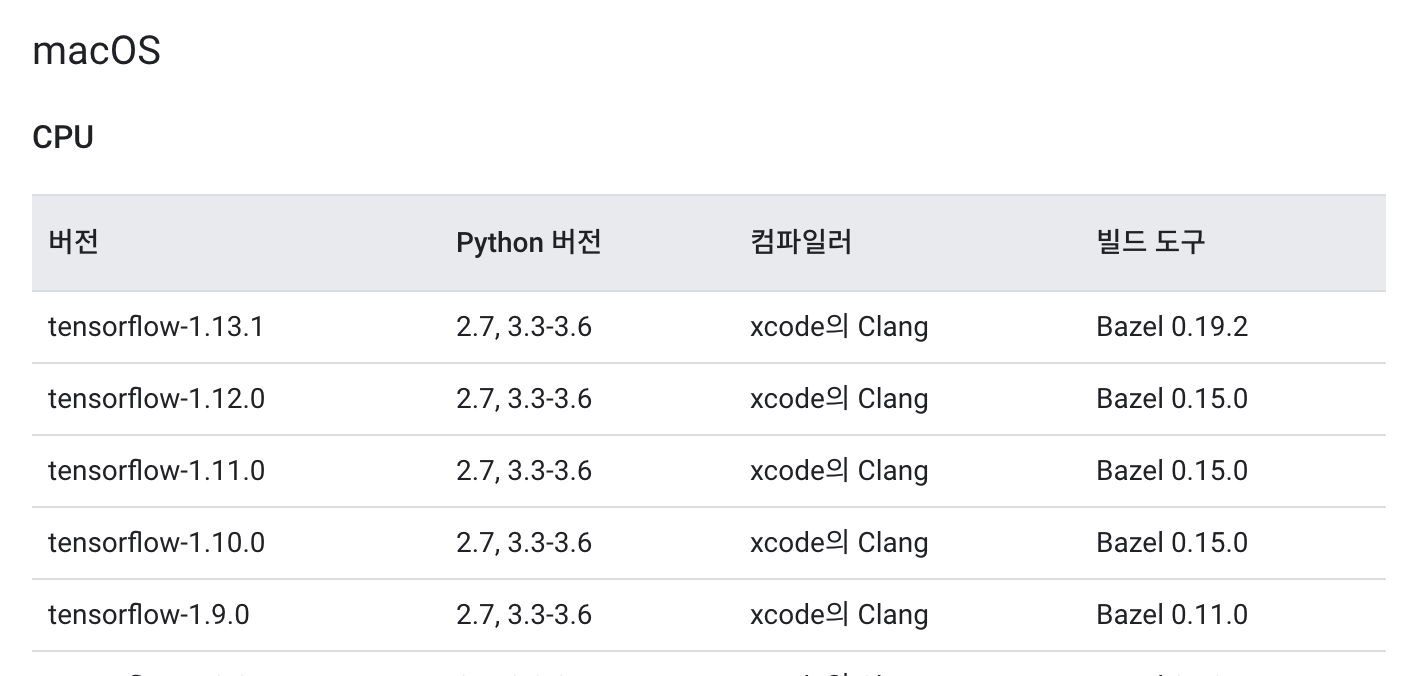 macOS
CPU
버전 Python 버전 컴파일러 빌드 도구
tensorflow-1.13.1 2.7, 3.3-3.6 xcode의 Clang Bazel 0.19.2
tensorflow-1.12.0 2.7, 3.3-3.6 xcode의 Clang Bazel 0.15.0
tensorflow-1.11.0 2.7, 3.3-3.6 xcode의 Clang Bazel 0.15.0
tensorflow-1.10.0 2.7, 3.3-3.6 xcode의 Clang Bazel 0.15.0
tensorflow-1.9.0 2.7, 3.3-3.6 xcode의 Clang Bazel 0.11.0